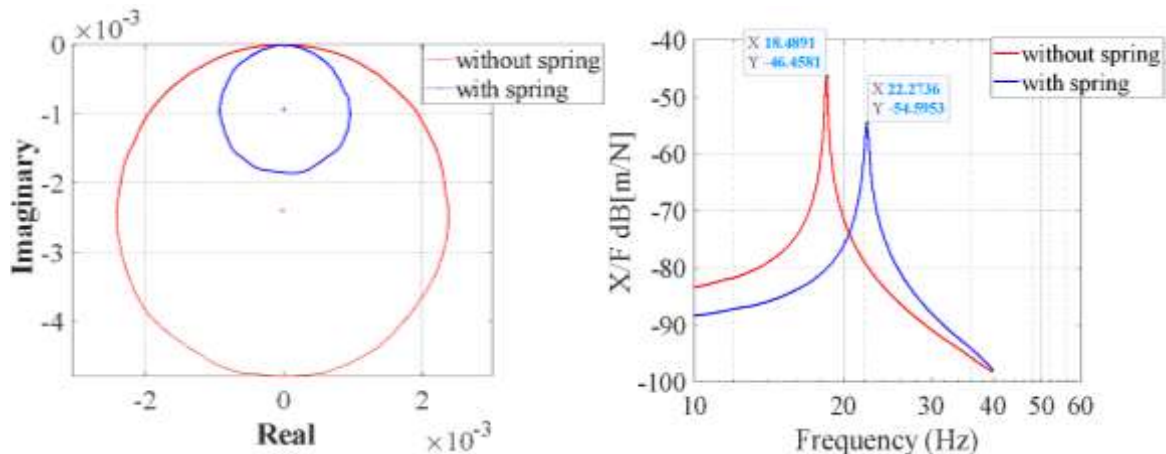 ×10⁻³
0
-1
-2
-3
-4
Imaginary
without spring
with spring
-2
0
2
Real
×10⁻³
-40
-50
-60
-70
-80
-90
-100
X/F dB[m/N]
X 18.4891
Y -46.4581
X 22.2736
Y -54.5953
without spring
with spring
10
20
30
40
50
60
Frequency (Hz)